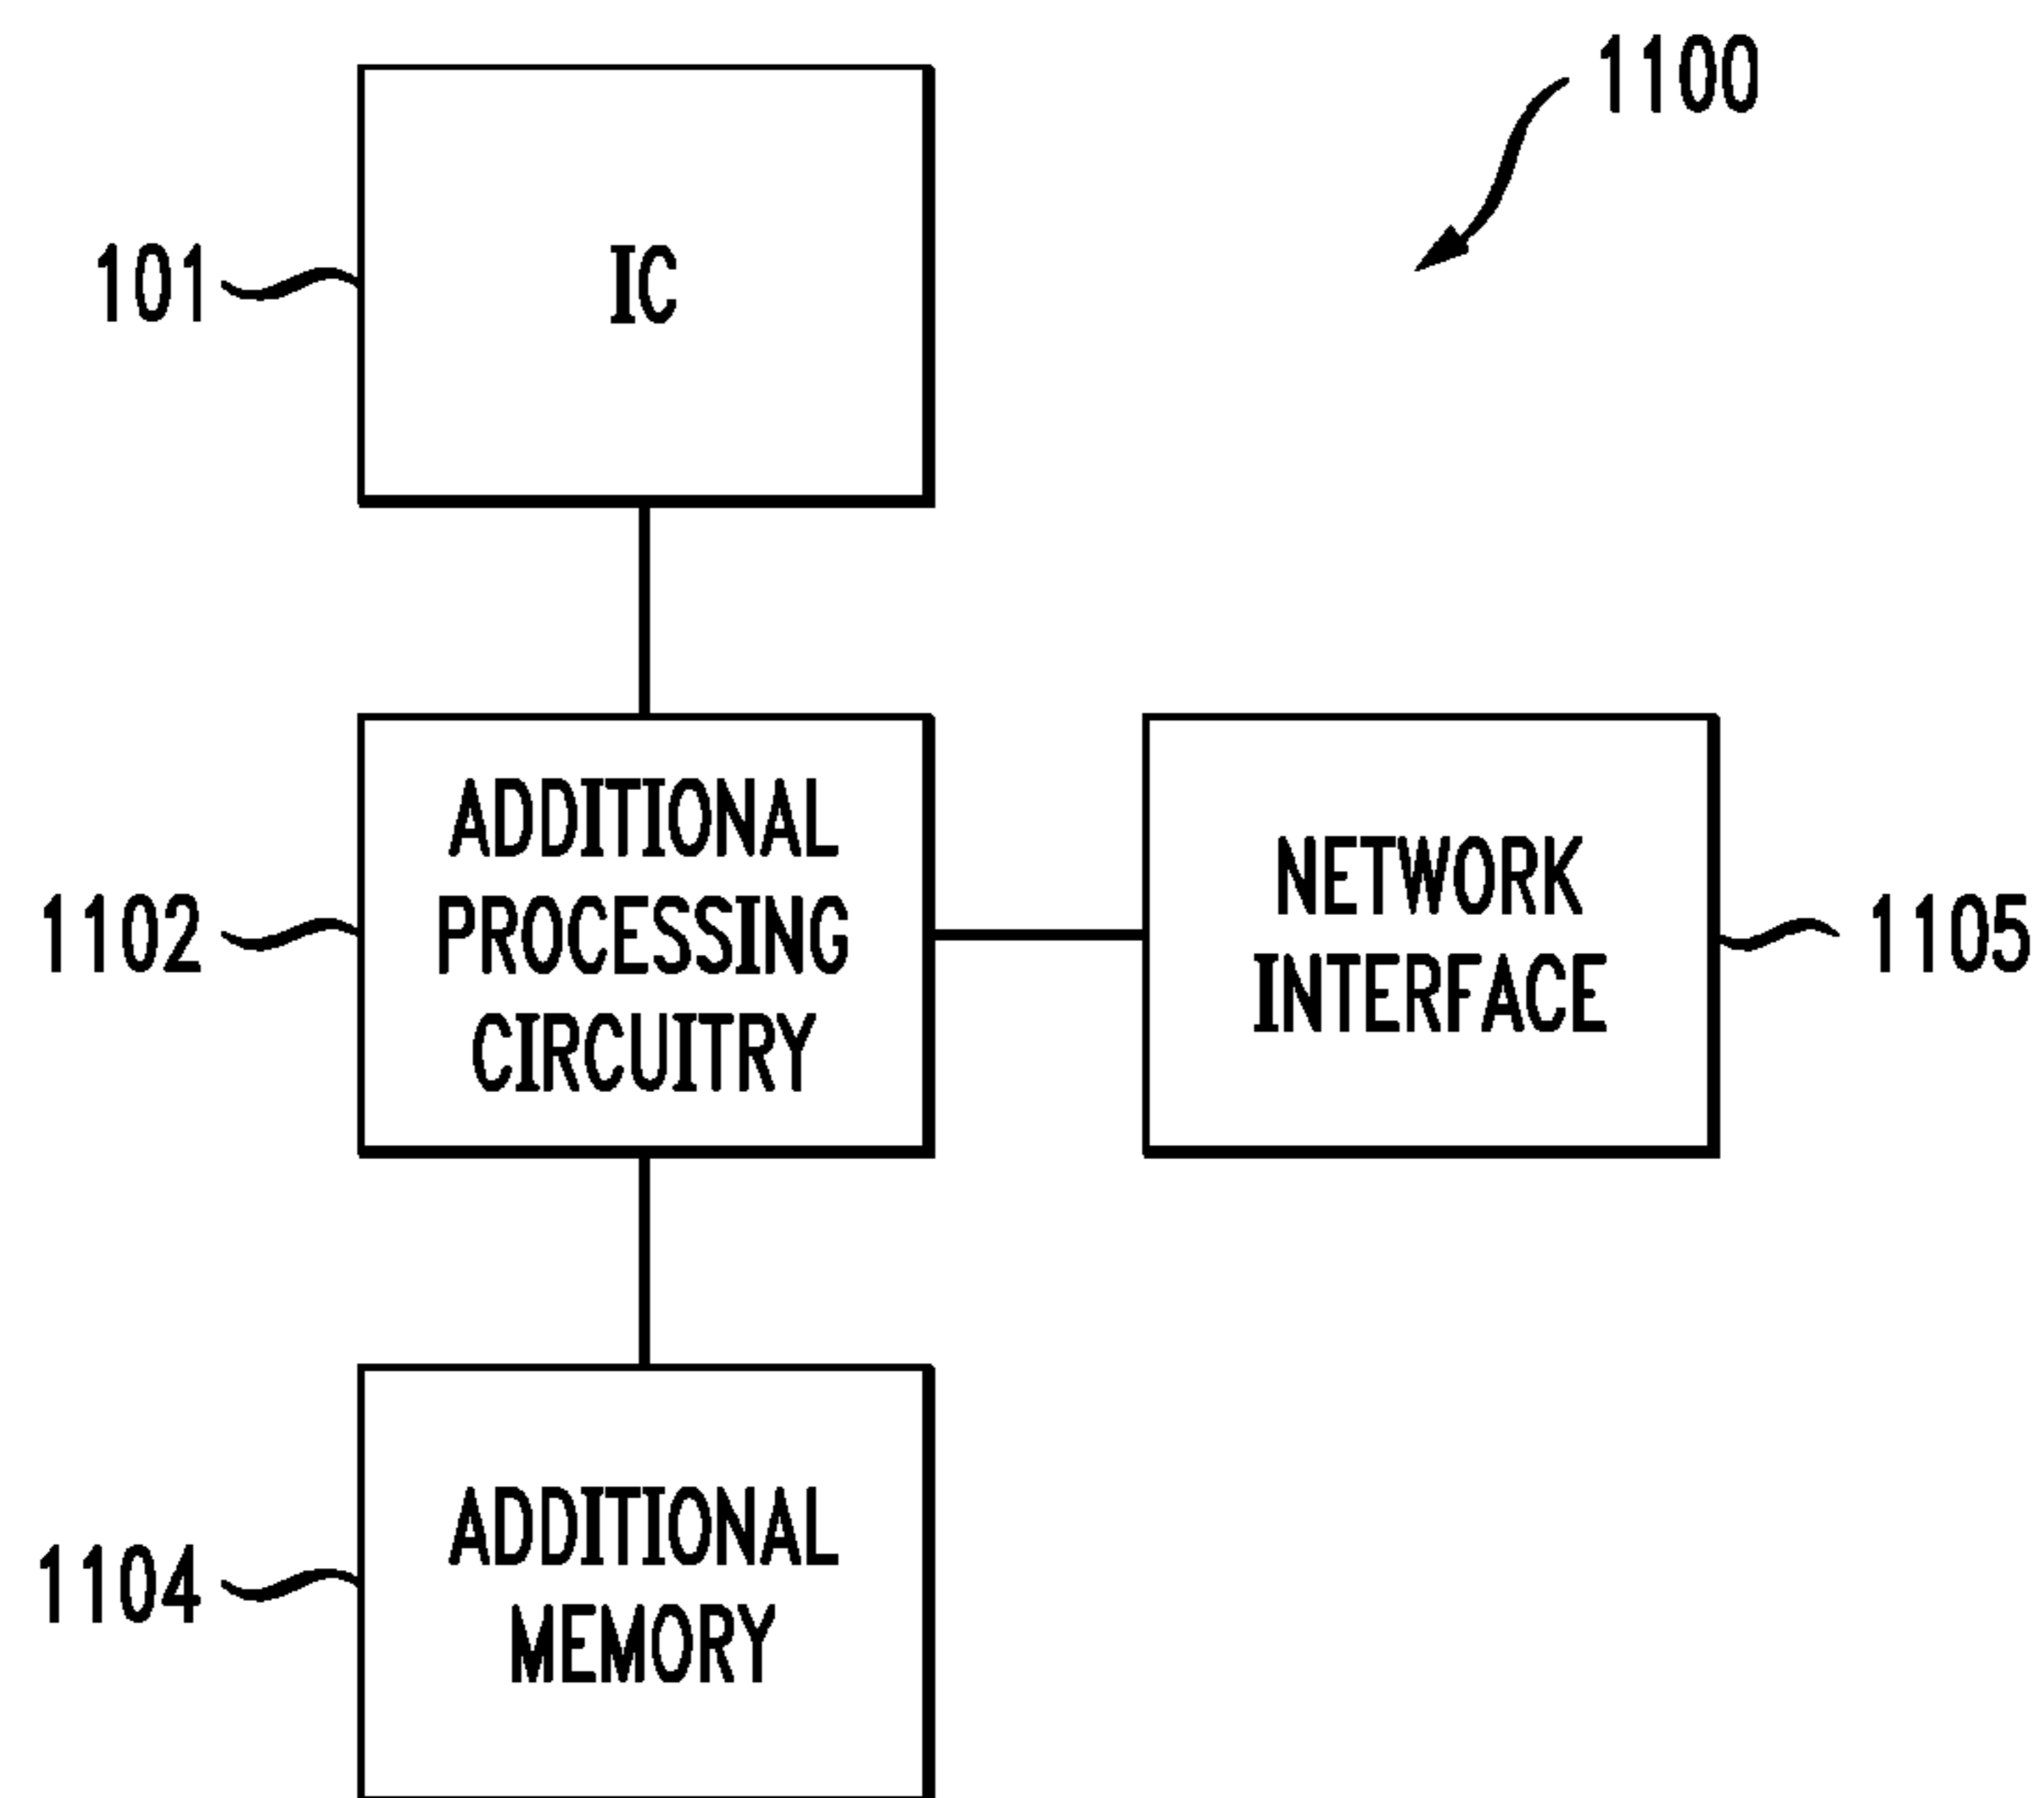 1100
101
IC
1102
ADDITIONAL
PROCESSING
CIRCUITRY
NETWORK
INTERFACE
1105
1104
ADDITIONAL
MEMORY